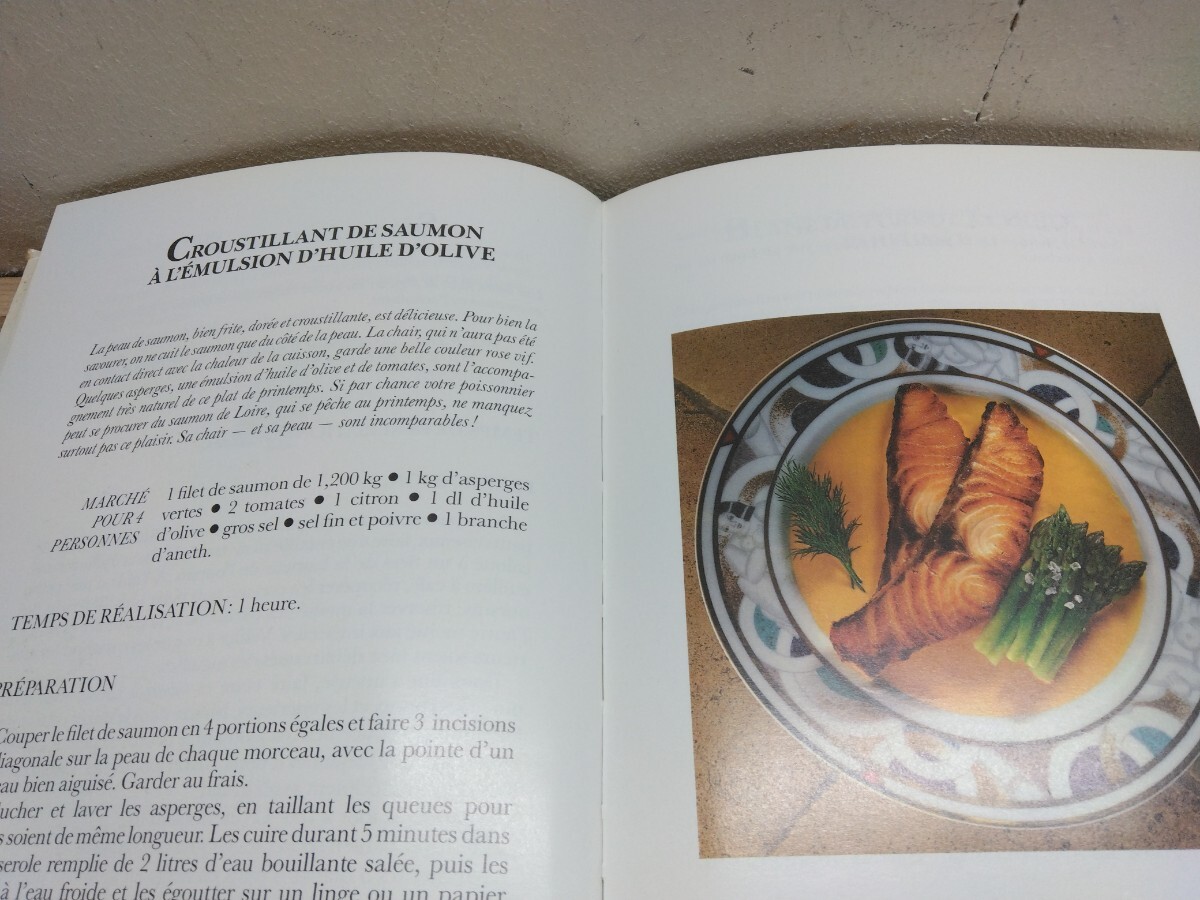 CROUSTILLANT DE SAUMON
À L'ÉMULSION D'HUILE D'OLIVE
La peau de saumon, bien frite, dorée et croustillante, est délicieuse. Pour bien la
savourer, on ne cuit le saumon que du côté de la peau. La chair, qui n'aura pas été
en contact direct avec la chaleur de la cuisson, garde une belle couleur rose vif.
Quelques asperges, une émulsion d'huile d'olive et de tomates, sont l'accompa-
gnement très naturel de ce plat de printemps. Si par chance votre poissonnier
peut se procurer du saumon de Loire, qui se pêche au printemps, ne manquez
surtout pas ce plaisir. Sa chair — et sa peau — sont incomparables !
MARCHÉ
POUR 4
PERSONNES
1 filet de saumon de 1,200 kg ● 1 kg d'asperges
vertes ● 2 tomates ● 1 citron ● 1 dl d'huile
d'olive ● gros sel ● sel fin et poivre ● 1 branche
d'aneth.
TEMPS DE RÉALISATION : 1 heure.
PRÉPARATION
Couper le filet de saumon en 4 portions égales et faire 3 incisions
diagonale sur la peau de chaque morceau, avec la pointe d'un
eau bien aiguisé. Garder au frais.
lucher et laver les asperges, en taillant les queues pour
s soient de même longueur. Les cuire durant 5 minutes dans
serole remplie de 2 litres d'eau bouillante salée, puis les
à l'eau froide et les égoutter sur un linge ou un papier